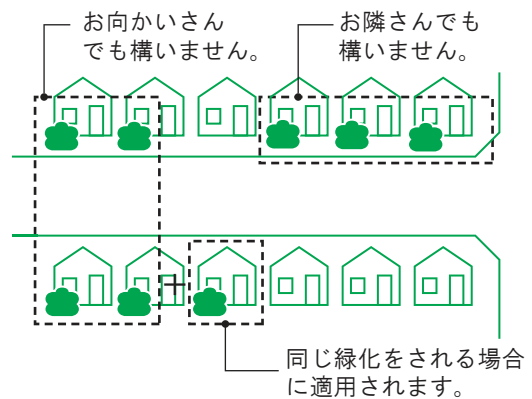 お向かいさん
でも構いません。
お隣さんでも
構いません。
同じ緑化をされる場合
に適用されます。